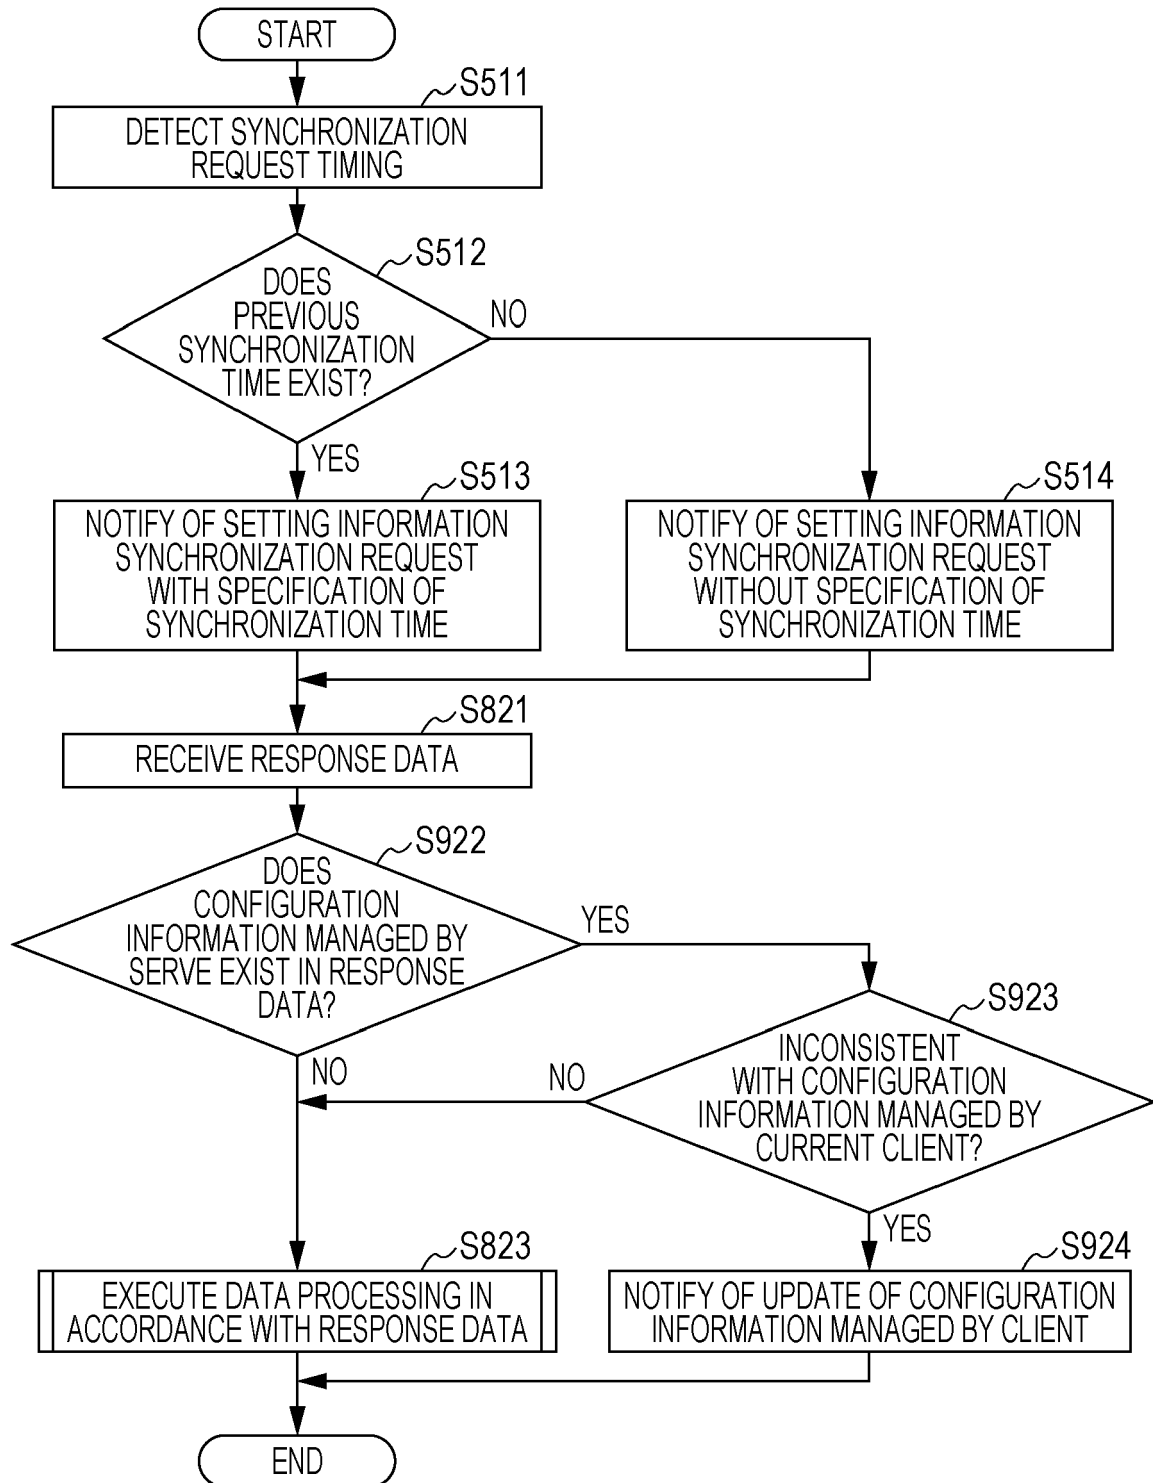 START
S511
DETECT SYNCHRONIZATION
REQUEST TIMING
S512
DOES
PREVIOUS
SYNCHRONIZATION
TIME EXIST?
NO
YES
S513
NOTIFY OF SETTING INFORMATION
SYNCHRONIZATION REQUEST
WITH SPECIFICATION OF
SYNCHRONIZATION TIME
S514
NOTIFY OF SETTING INFORMATION
SYNCHRONIZATION REQUEST
WITHOUT SPECIFICATION OF
SYNCHRONIZATION TIME
S821
RECEIVE RESPONSE DATA
S922
DOES
CONFIGURATION
INFORMATION MANAGED BY
SERVE EXIST IN RESPONSE
DATA?
YES
NO
S923
INCONSISTENT
WITH CONFIGURATION
INFORMATION MANAGED BY
CURRENT CLIENT?
NO
YES
S823
EXECUTE DATA PROCESSING IN
ACCORDANCE WITH RESPONSE DATA
S924
NOTIFY OF UPDATE OF CONFIGURATION
INFORMATION MANAGED BY CLIENT
END